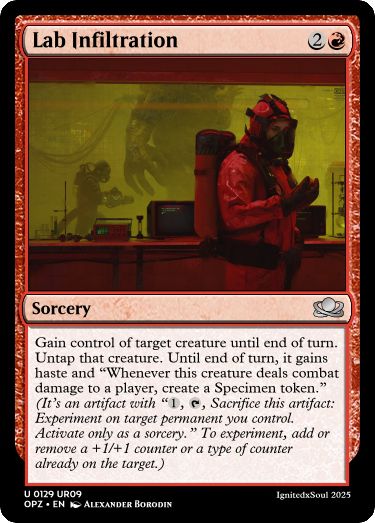 Lab Infiltration 2
Sorcery
Gain control of target creature until end of turn.
Untap that creature. Until end of turn, it gains
haste and “Whenever this creature deals combat
damage to a player, create a Specimen token.”
(It’s an artifact with “1, , Sacrifice this artifact:
Experiment on target permanent you control.
Activate only as a sorcery.” To experiment, add or
remove a +1/+1 counter or a type of counter
already on the target.)
U 0129 UR09
OPZ • EN Alexander Borodin
IgnitedxSoul 2025